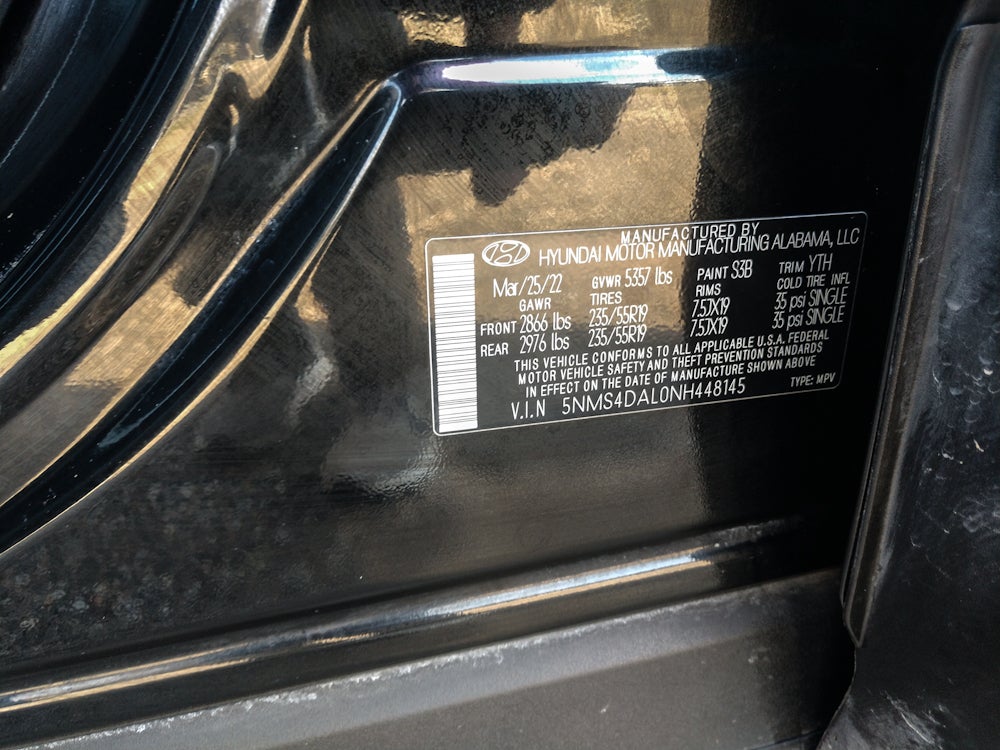 MANUFACTURED BY
HYUNDAI MOTOR MANUFACTURING ALABAMA, LLC
Mar/25/22 GVWR 5357 lbs PAINT S3B TRIM YTH
GAWR TIRES RIMS COLD TIRE INFL
FRONT 2866 lbs 235/55R19 7.5JX19 35 psi SINGLE
REAR 2976 lbs 235/55R19 7.5JX19 35 psi SINGLE
THIS VEHICLE CONFORMS TO ALL APPLICABLE U.S.A. FEDERAL
MOTOR VEHICLE SAFETY AND THEFT PREVENTION STANDARDS
IN EFFECT ON THE DATE OF MANUFACTURE SHOWN ABOVE
V.I.N 5NMS4DAL0NH448145 TYPE: MPV